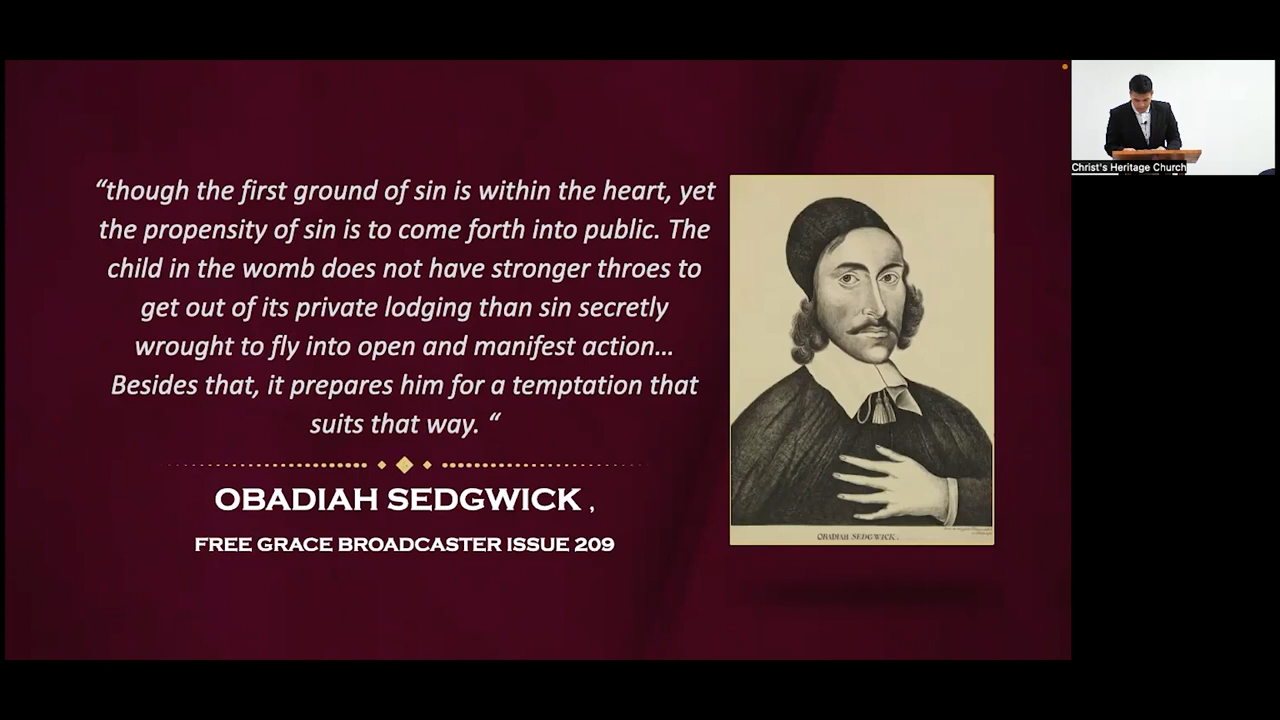 “though the first ground of sin is within the heart, yet
the propensity of sin is to come forth into public. The
child in the womb does not have stronger throes to
get out of its private lodging than sin secretly
wrought to fly into open and manifest action...
Besides that, it prepares him for a temptation that
suits that way. “
OBADIAH SEDGWICK ,
FREE GRACE BROADCASTER ISSUE 209
OBADIAH SEDGWICK.
Christ's Heritage Church